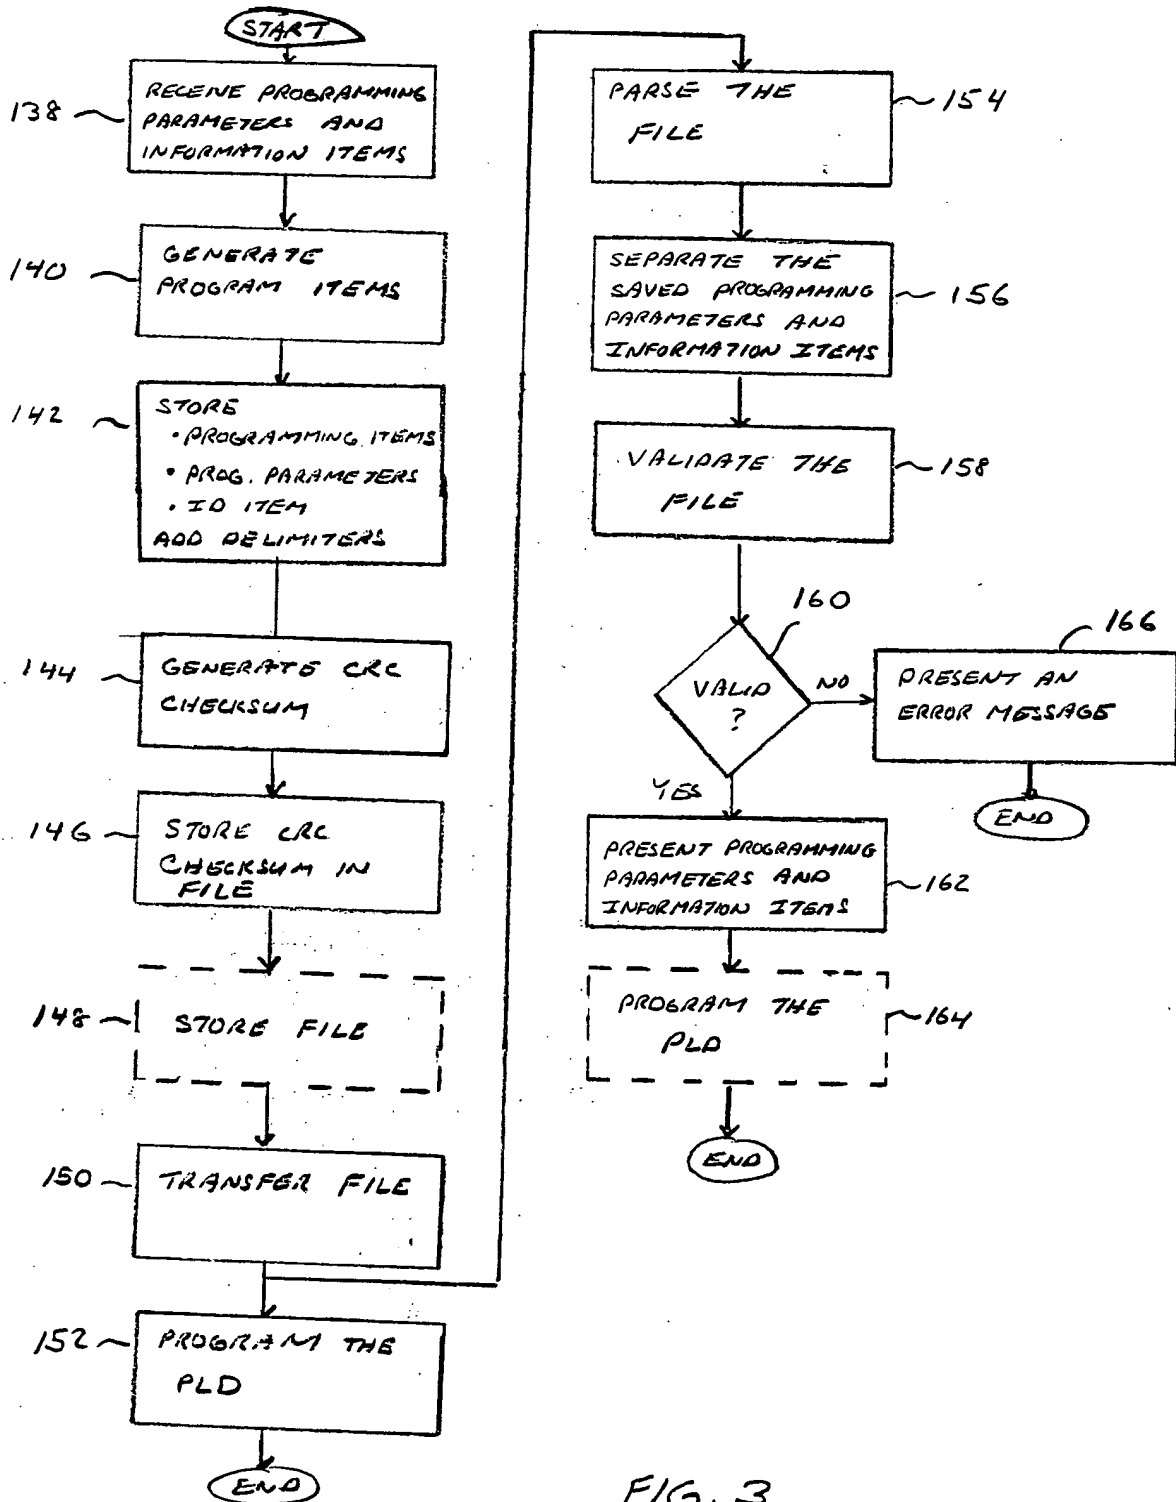 START
138
RECEIVE PROGRAMMING
PARAMETERS AND
INFORMATION ITEMS
140
GENERATE
PROGRAM ITEMS
142
STORE
• PROGRAMMING ITEMS
• PROG. PARAMETERS
• ID ITEM
ADD DELIMITERS
144
GENERATE CRC
CHECKSUM
146
STORE CRC
CHECKSUM IN
FILE
148
STORE FILE
150
TRANSFER FILE
152
PROGRAM THE
PLD
END
PARSE THE
FILE
154
SEPARATE THE
SAVED PROGRAMMING
PARAMETERS AND
INFORMATION ITEMS
156
VALIDATE THE
FILE
158
160
VALID
?
NO
166
PRESENT AN
ERROR MESSAGE
END
YES
PRESENT PROGRAMMING
PARAMETERS AND
INFORMATION ITEMS
162
PROGRAM THE
PLD
164
END
FIG. 3